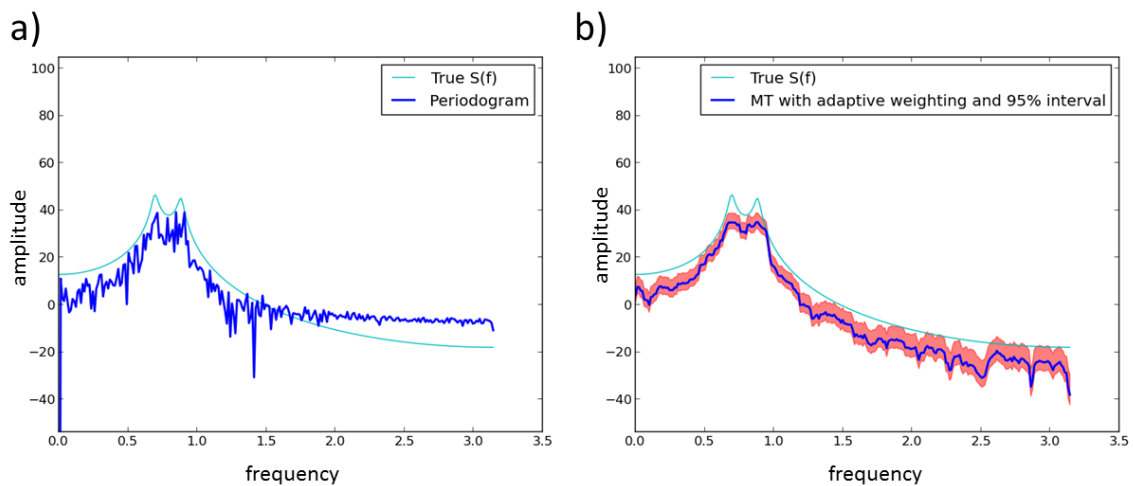 a)
100
80
60
40
20
0
−20
−40
0.0 0.5 1.0 1.5 2.0 2.5 3.0 3.5
amplitude
frequency
True S(f)
Periodogram
b)
100
80
60
40
20
0
−20
−40
0.0 0.5 1.0 1.5 2.0 2.5 3.0 3.5
amplitude
frequency
True S(f)
MT with adaptive weighting and 95% interval